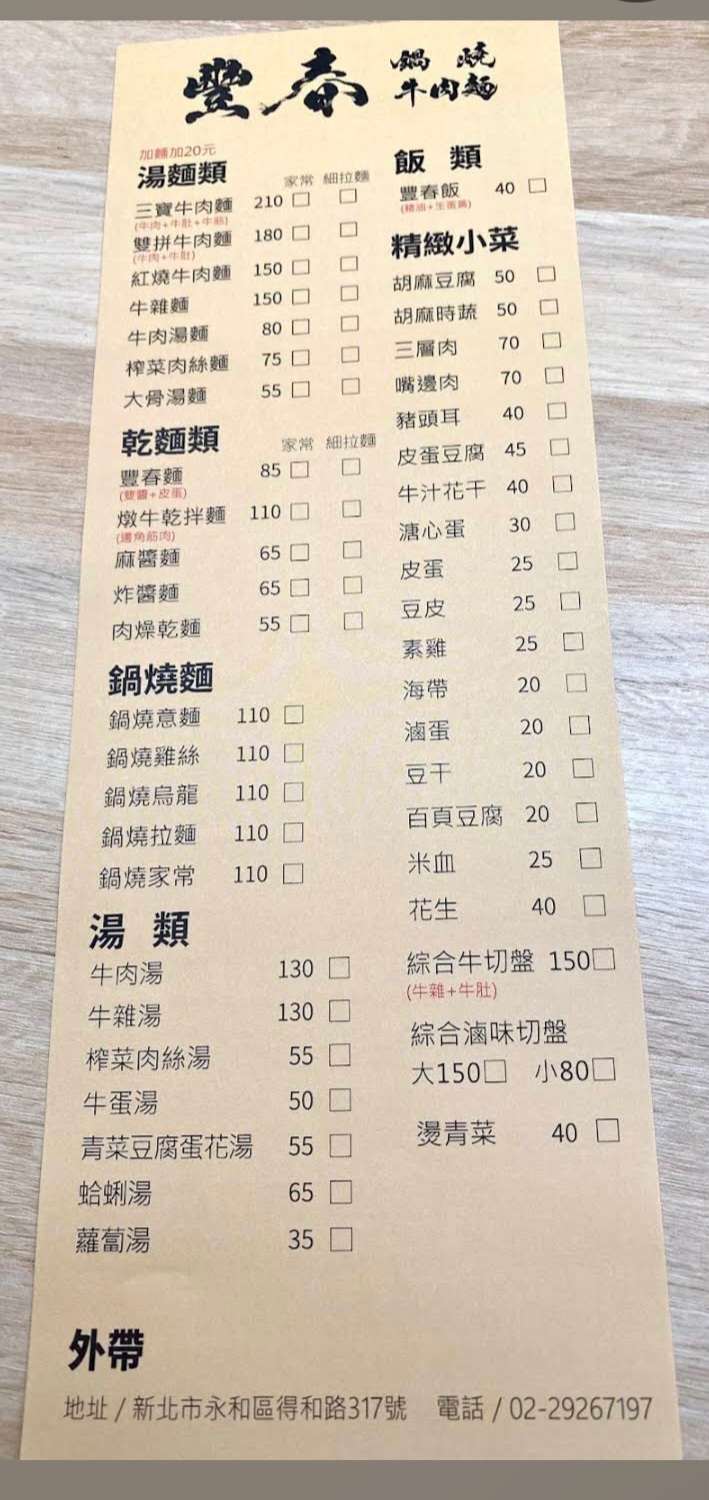 豐春 鍋燒
牛肉麵
加麵加20元
湯麵類 家常 細拉麵
三寶牛肉麵 210 □ □
(牛肉+牛肚+牛筋)
雙拼牛肉麵 180 □ □
(牛肉+牛肚)
紅燒牛肉麵 150 □ □
牛雜麵 150 □ □
牛肉湯麵 80 □ □
榨菜肉絲麵 75 □ □
大骨湯麵 55 □ □
乾麵類 家常 細拉麵
豐春麵 85 □ □
(雙醬+皮蛋)
燉牛乾拌麵 110 □ □
(邊角筋肉)
麻醬麵 65 □ □
炸醬麵 65 □ □
肉燥乾麵 55 □ □
鍋燒麵
鍋燒意麵 110 □
鍋燒雞絲 110 □
鍋燒烏龍 110 □
鍋燒拉麵 110 □
鍋燒家常 110 □
湯 類
牛肉湯 130 □
牛雜湯 130 □
榨菜肉絲湯 55 □
牛蛋湯 50 □
青菜豆腐蛋花湯 55 □
蛤蜊湯 65 □
蘿蔔湯 35 □
飯 類
豐春飯 40 □
(豬油+生蛋黃)
精緻小菜
胡麻豆腐 50 □
胡麻時蔬 50 □
三層肉 70 □
嘴邊肉 70 □
豬頭耳 40 □
皮蛋豆腐 45 □
牛汁花干 40 □
溏心蛋 30 □
皮蛋 25 □
豆皮 25 □
素雞 25 □
海帶 20 □
滷蛋 20 □
豆干 20 □
百頁豆腐 20 □
米血 25 □
花生 40 □
綜合牛切盤 150□
(牛雜+牛肚)
綜合滷味切盤
大150□ 小80□
燙青菜 40 □
外帶
地址 / 新北市永和區得和路317號 電話 / 02-29267197